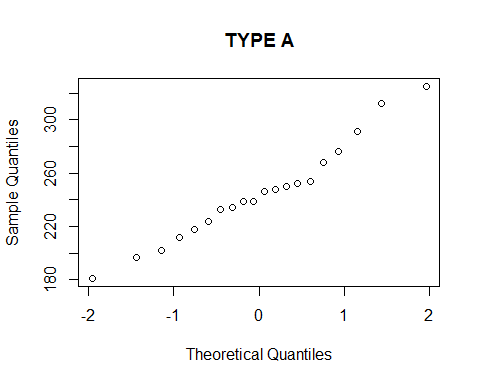 TYPE A
Sample Quantiles
300
260
220
180
-2 -1 0 1 2
Theoretical Quantiles